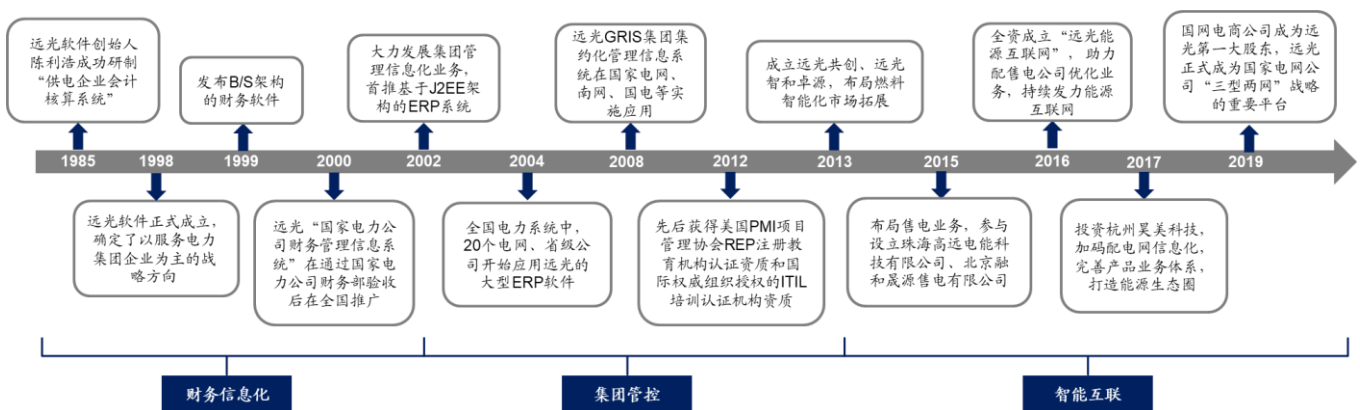 远光软件创始人
陈利浩成功研制
“供电企业会计
核算系统”
发布B/S架构
的财务软件
大力发展集团管
理信息化业务，
首推基于J2EE架
构的ERP系统
远光GRIS集团集
约化管理信息系
统在国家电网、
南网、国电等实
施应用
成立远光共创、远光
智和卓源，布局燃料
智能化市场拓展
全资成立“远光能
源互联网”，助力
配售电公司优化业
务，持续发力能源
互联网
国网电商公司成为远
光第一大股东，远光
正式成为国家电网公
司“三型两网”战略
的重要平台
1985 1998 1999 2000 2002 2004 2008 2012 2013 2015 2016 2017 2019
远光软件正式成立，
确定了以服务电力
集团企业为主的战
略方向
远光“国家电力公
司财务管理信息系
统”在通过国家电
力公司财务部验收
后在全国推广
全国电力系统中，
20个电网、省级公
司开始应用远光的
大型ERP软件
先后获得美国PMI项目
管理协会REP注册教
育机构认证资质和国
际权威组织授权的ITIL
培训认证机构资质
布局售电业务，参与
设立珠海高远电能科
技有限公司、北京融
和晟源售电有限公司
投资杭州昊美科技，
加码配电网信息化，
完善产品业务体系，
打造能源生态圈
财务信息化
集团管控
智能互联